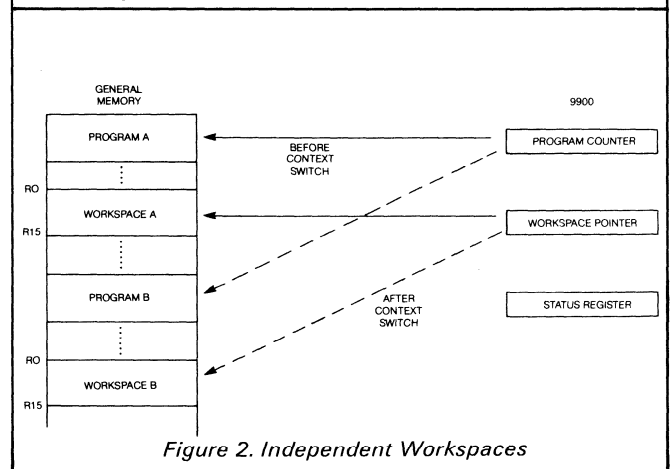 GENERAL
MEMORY
9900
PROGRAM A
BEFORE
CONTEXT
SWITCH
PROGRAM COUNTER
RO
WORKSPACE A
R15
WORKSPACE POINTER
PROGRAM B
AFTER
CONTEXT
SWITCH
STATUS REGISTER
RO
WORKSPACE B
R15
Figure 2. Independent Workspaces